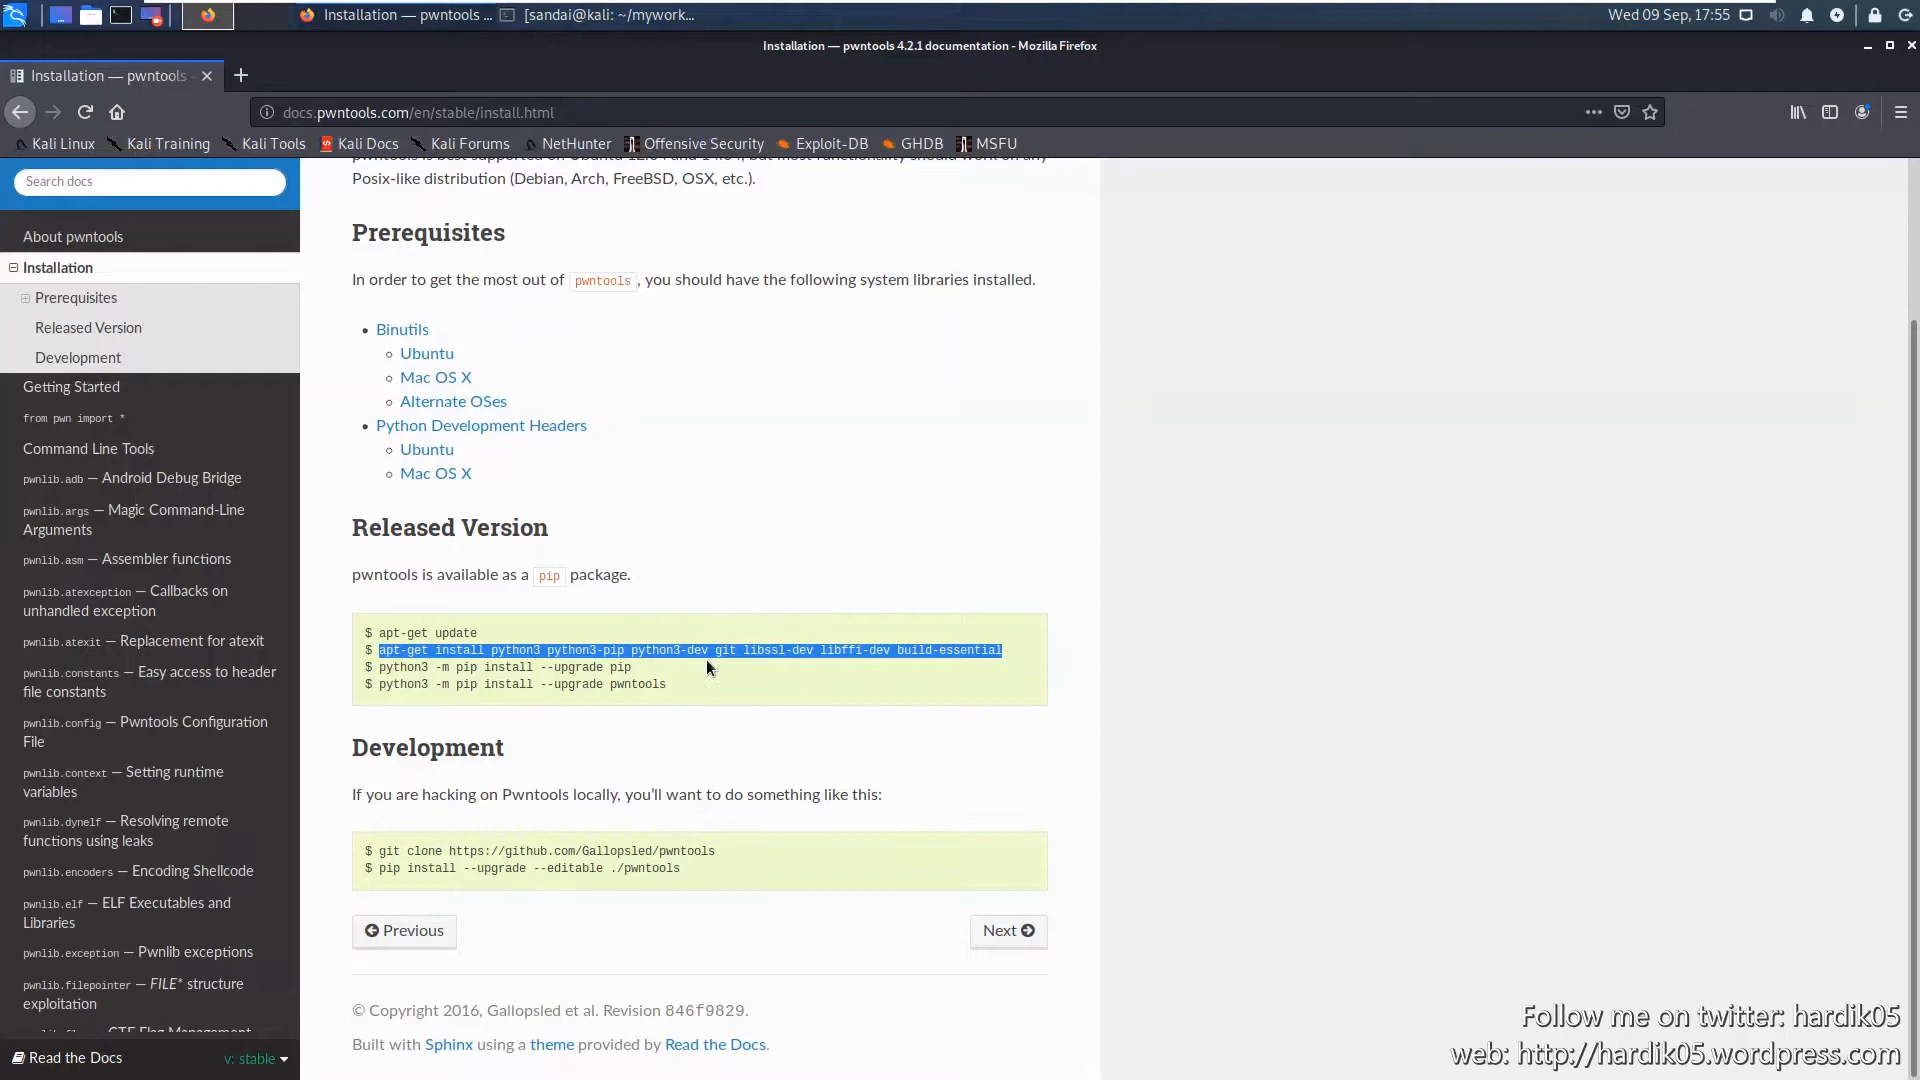 Installation — pwntools ...
[sandai@kali: ~/mywork...
Wed 09 Sep, 17:55
Installation — pwntools 4.2.1 documentation - Mozilla Firefox
Installation — pwntools
docs.pwntools.com/en/stable/install.html
Kali Linux
Kali Training
Kali Tools
Kali Docs
Kali Forums
NetHunter
Offensive Security
Exploit-DB
GHDB
MSFU
Search docs
About pwntools
Installation
Prerequisites
Released Version
Development
Getting Started
from pwn import *
Command Line Tools
pwnlib.adb — Android Debug Bridge
pwnlib.args — Magic Command-Line
Arguments
pwnlib.asm — Assembler functions
pwnlib.atexception — Callbacks on
unhandled exception
pwnlib.atexit — Replacement for atexit
pwnlib.constants — Easy access to header
file constants
pwnlib.config — Pwntools Configuration
File
pwnlib.context — Setting runtime
variables
pwnlib.dynelf — Resolving remote
functions using leaks
pwnlib.encoders — Encoding Shellcode
pwnlib.elf — ELF Executables and
Libraries
pwnlib.exception — Pwnlib exceptions
pwnlib.filepointer — FILE* structure
exploitation
Read the Docs
v: stable
Posix-like distribution (Debian, Arch, FreeBSD, OSX, etc.).
Prerequisites
In order to get the most out of pwntools, you should have the following system libraries installed.
Binutils
Ubuntu
Mac OS X
Alternate OSes
Python Development Headers
Ubuntu
Mac OS X
Released Version
pwntools is available as a pip package.
$ apt-get update
$ apt-get install python3 python3-pip python3-dev git libssl-dev libffi-dev build-essential
$ python3 -m pip install --upgrade pip
$ python3 -m pip install --upgrade pwntools
Development
If you are hacking on Pwntools locally, you’ll want to do something like this:
$ git clone https://github.com/Gallopsled/pwntools
$ pip install --upgrade --editable ./pwntools
Previous
Next
© Copyright 2016, Gallopsled et al. Revision 846f9829.
Built with Sphinx using a theme provided by Read the Docs.
Follow me on twitter: hardik05
web: http://hardik05.wordpress.com